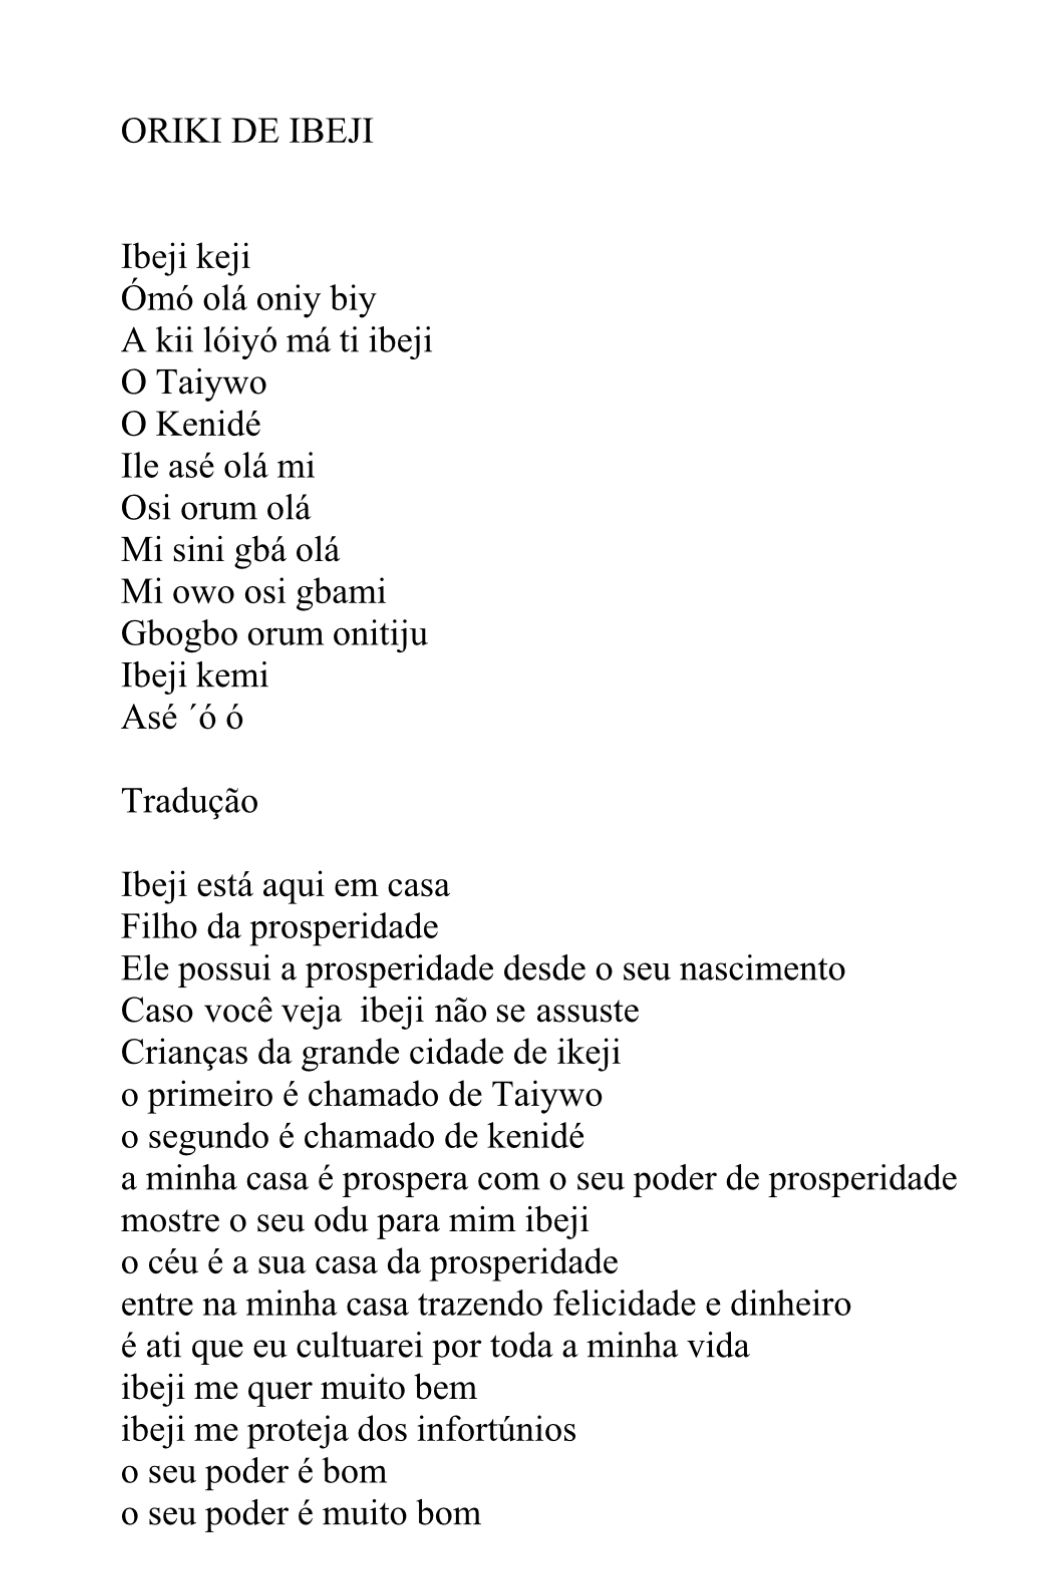 ORIKI DE IBEJI
Ibeji keji
Ómó olá oniy biy
A kii lóiyó má ti ibeji
O Taiywo
O Kenidé
Ile asé olá mi
Osi orum olá
Mi sini gbá olá
Mi owo osi gbami
Gbogbo orum onitiju
Ibeji kemi
Asé ´ó ó
Tradução
Ibeji está aqui em casa
Filho da prosperidade
Ele possui a prosperidade desde o seu nascimento
Caso você veja  ibeji não se assuste
Crianças da grande cidade de ikeji
o primeiro é chamado de Taiywo
o segundo é chamado de kenidé
a minha casa é prospera com o seu poder de prosperidade
mostre o seu odu para mim ibeji
o céu é a sua casa da prosperidade
entre na minha casa trazendo felicidade e dinheiro
é ati que eu cultuarei por toda a minha vida
ibeji me quer muito bem
ibeji me proteja dos infortúnios
o seu poder é bom
o seu poder é muito bom